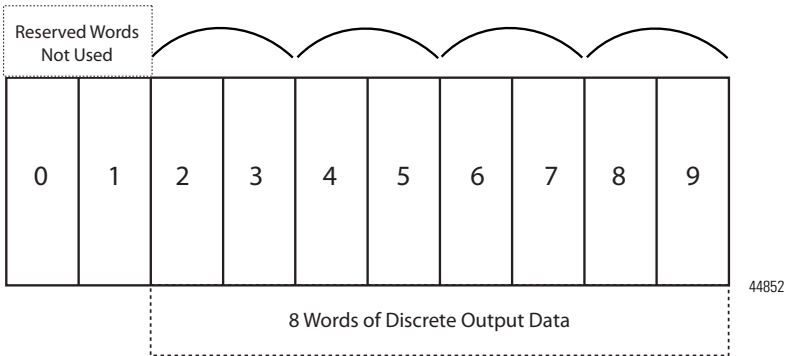 Reserved Words
Not Used
0 1 2 3 4 5 6 7 8 9
44852
8 Words of Discrete Output Data